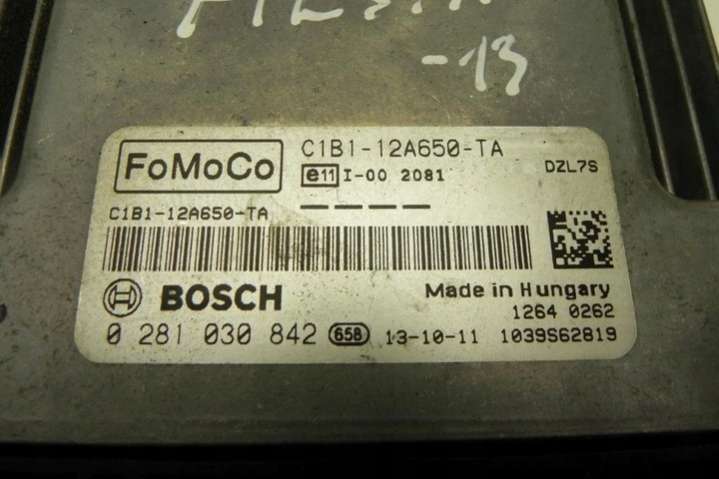 -13
FoMoCo
C1B1-12A650-TA
e11 I-00 2081
DZL7S
C1B1-12A650-TA
BOSCH
Made in Hungary
1264 0262
0 281 030 842 658 13-10-11 1039S62819